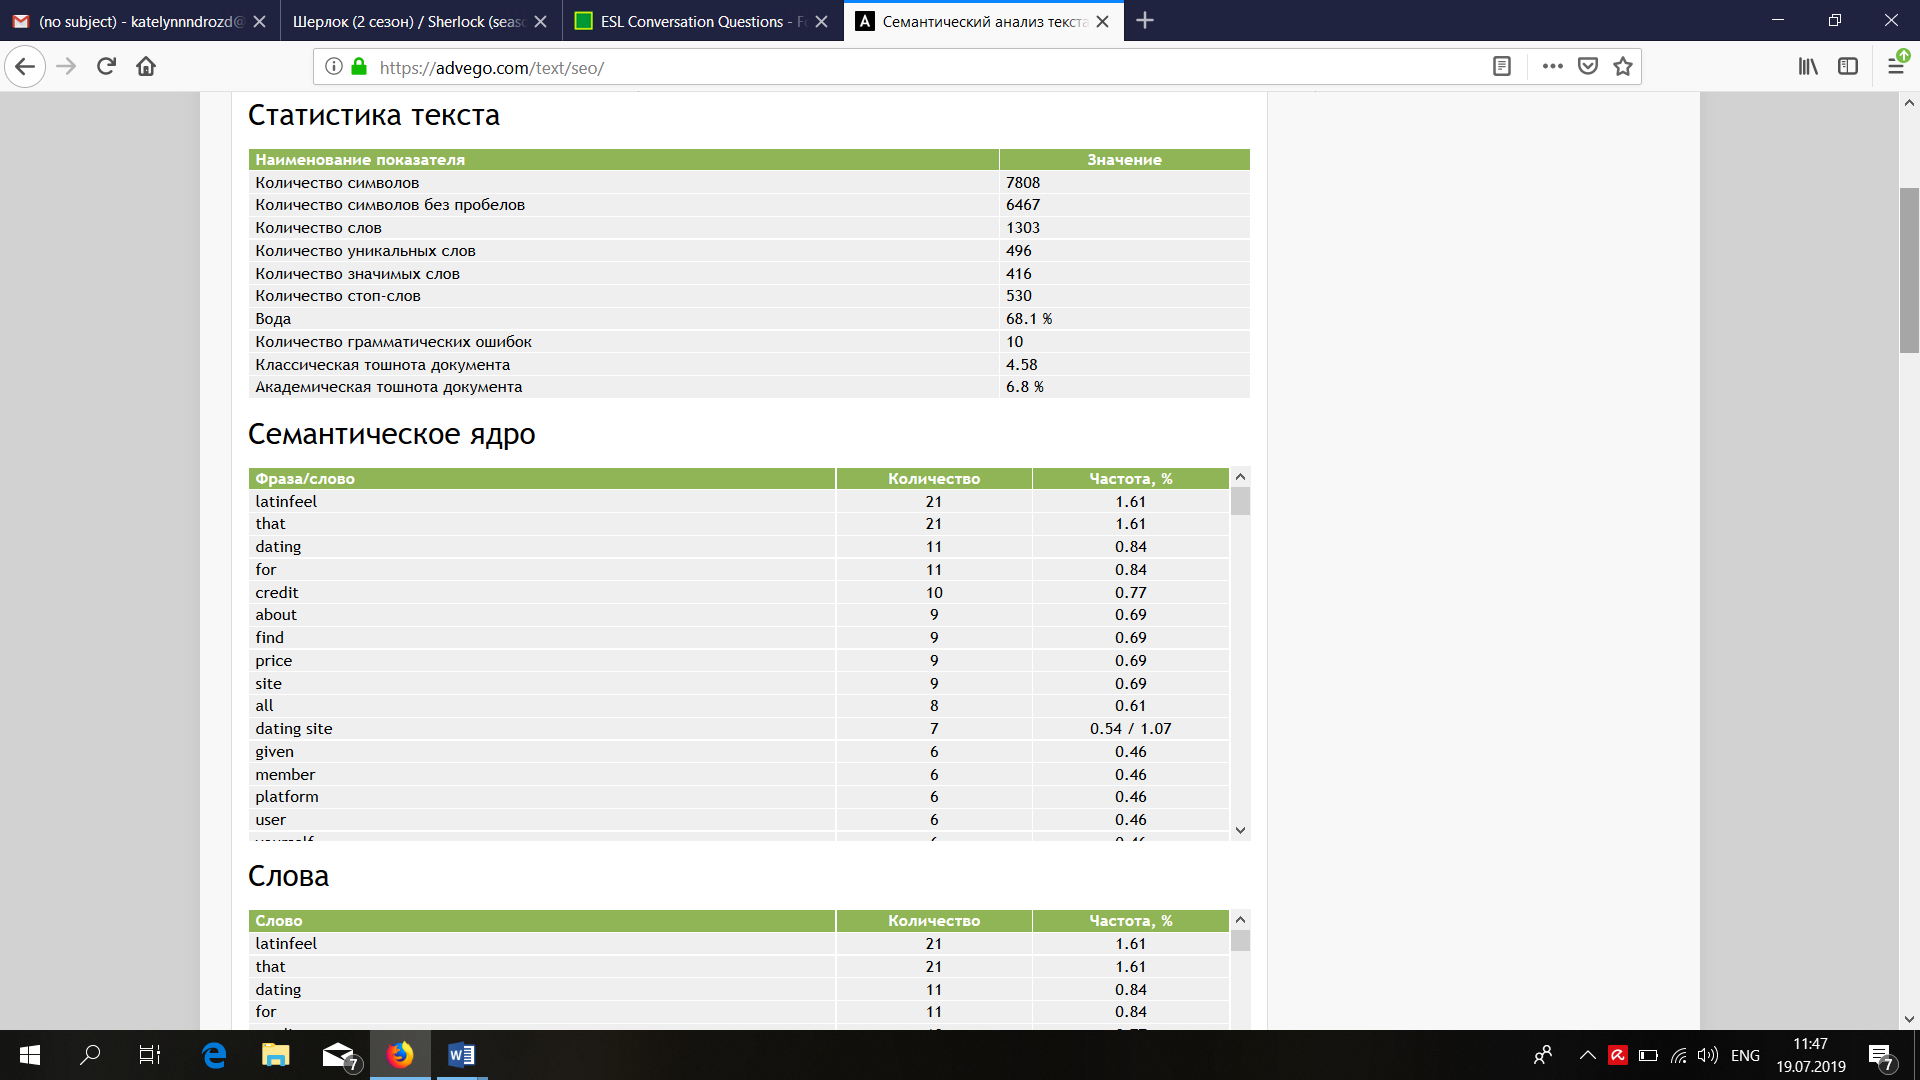 (no subject) - katelynnndrozd@
Шерлок (2 сезон) / Sherlock (seas
ESL Conversation Questions - F
Семантический анализ текста
https://advego.com/text/seo/
Статистика текста
Наименование показателя Значение
Количество символов 7808
Количество символов без пробелов 6467
Количество слов 1303
Количество уникальных слов 496
Количество значимых слов 416
Количество стоп-слов 530
Вода 68.1 %
Количество грамматических ошибок 10
Классическая тошнота документа 4.58
Академическая тошнота документа 6.8 %
Семантическое ядро
Фраза/слово Количество Частота, %
latinfeel 21 1.61
that 21 1.61
dating 11 0.84
for 11 0.84
credit 10 0.77
about 9 0.69
find 9 0.69
price 9 0.69
site 9 0.69
all 8 0.61
dating site 7 0.54 / 1.07
given 6 0.46
member 6 0.46
platform 6 0.46
user 6 0.46
Слова
Слово Количество Частота, %
latinfeel 21 1.61
that 21 1.61
dating 11 0.84
for 11 0.84
7
ENG
11:47
19.07.2019
7